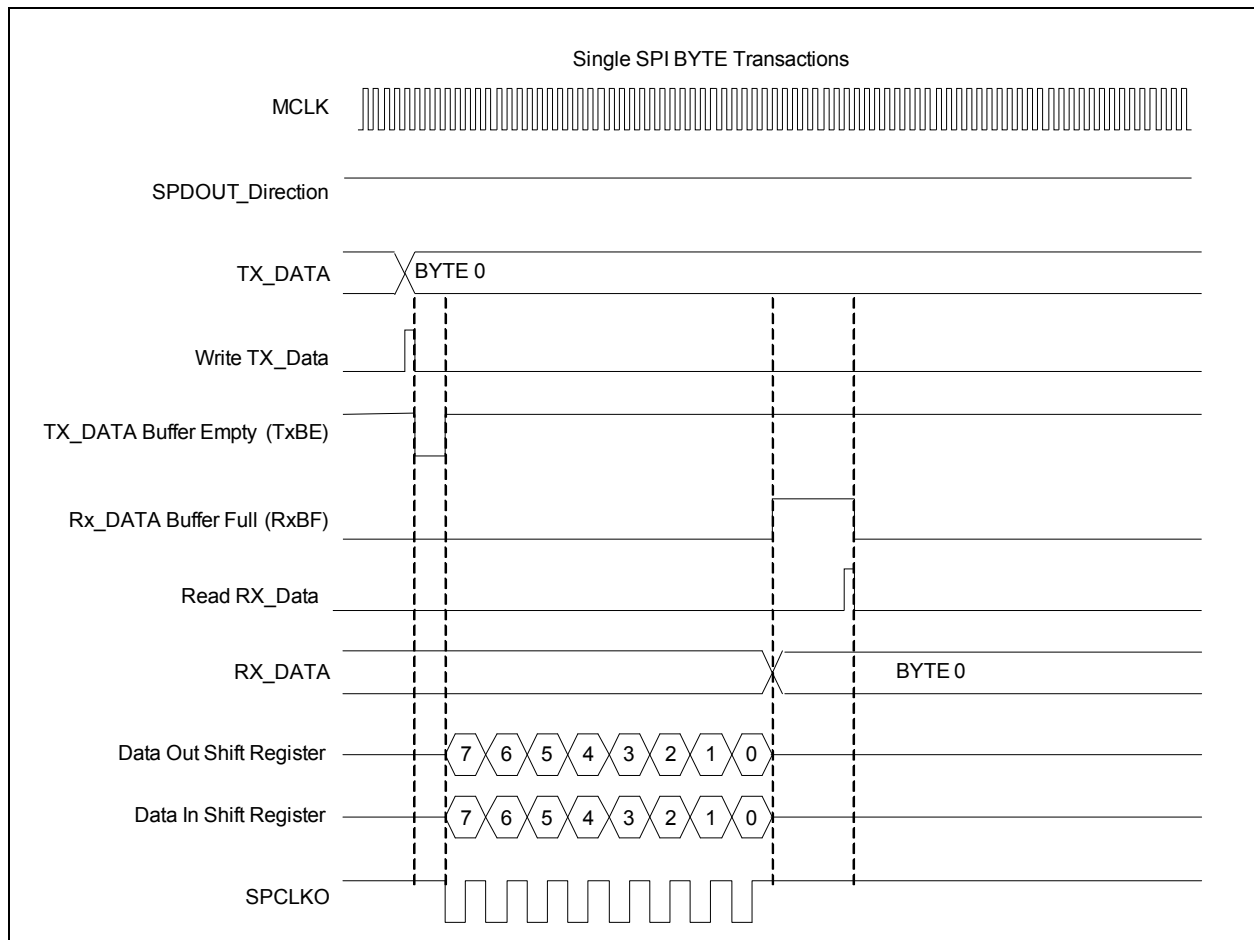 Single SPI BYTE Transactions
MCLK
SPDOUT_Direction
TX_DATA
BYTE 0
Write TX_Data
TX_DATA Buffer Empty (TxBE)
Rx_DATA Buffer Full (RxBF)
Read RX_Data
RX_DATA
BYTE 0
Data Out Shift Register
7 6 5 4 3 2 1 0
Data In Shift Register
7 6 5 4 3 2 1 0
SPCLKO